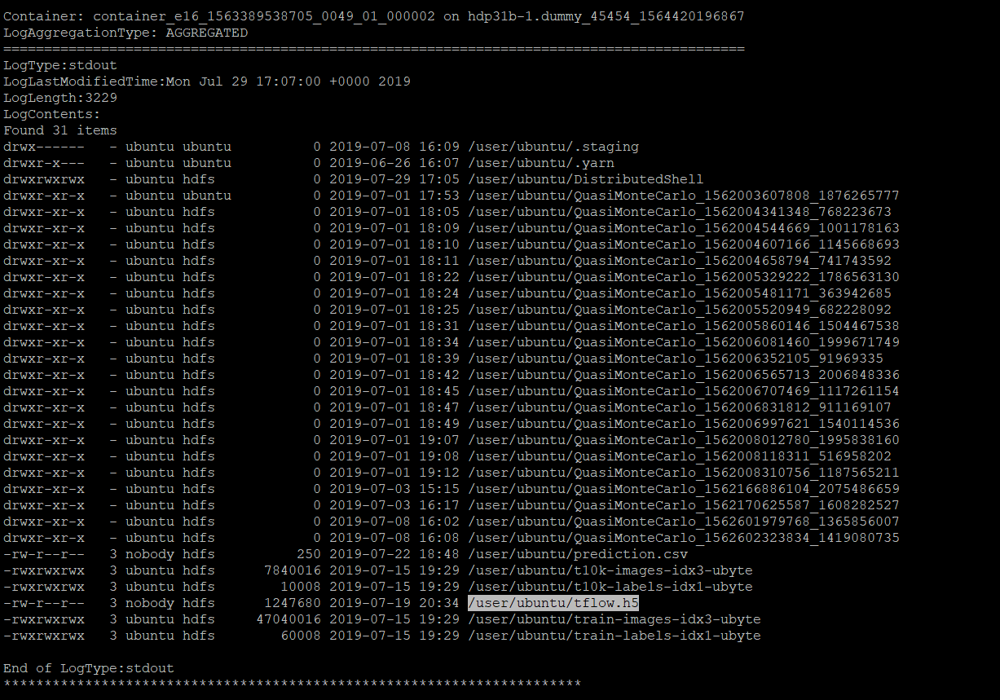 Container: container_e16_1563389538705_0049_01_000002 on hdp31b-1.dummy_45454_1564420196867
LogAggregationType: AGGREGATED
===========================================================================================
LogType:stdout
LogLastModifiedTime:Mon Jul 29 17:07:00 +0000 2019
LogLength:3229
LogContents:
Found 31 items
drwx------   - ubuntu ubuntu          0 2019-07-08 16:09 /user/ubuntu/.staging
drwxr-x---   - ubuntu ubuntu          0 2019-06-26 16:07 /user/ubuntu/.yarn
drwxrwxrwx   - ubuntu hdfs            0 2019-07-29 17:05 /user/ubuntu/DistributedShell
drwxr-xr-x   - ubuntu ubuntu          0 2019-07-01 17:53 /user/ubuntu/QuasiMonteCarlo_1562003607808_1876265777
drwxr-xr-x   - ubuntu hdfs            0 2019-07-01 18:05 /user/ubuntu/QuasiMonteCarlo_1562004341348_768223673
drwxr-xr-x   - ubuntu hdfs            0 2019-07-01 18:09 /user/ubuntu/QuasiMonteCarlo_1562004544669_1001178163
drwxr-xr-x   - ubuntu hdfs            0 2019-07-01 18:10 /user/ubuntu/QuasiMonteCarlo_1562004607166_1145668693
drwxr-xr-x   - ubuntu hdfs            0 2019-07-01 18:11 /user/ubuntu/QuasiMonteCarlo_1562004658794_741743592
drwxr-xr-x   - ubuntu hdfs            0 2019-07-01 18:22 /user/ubuntu/QuasiMonteCarlo_1562005329222_1786563130
drwxr-xr-x   - ubuntu hdfs            0 2019-07-01 18:24 /user/ubuntu/QuasiMonteCarlo_1562005481171_363942685
drwxr-xr-x   - ubuntu hdfs            0 2019-07-01 18:25 /user/ubuntu/QuasiMonteCarlo_1562005520949_682228092
drwxr-xr-x   - ubuntu hdfs            0 2019-07-01 18:31 /user/ubuntu/QuasiMonteCarlo_1562005860146_1504467538
drwxr-xr-x   - ubuntu hdfs            0 2019-07-01 18:34 /user/ubuntu/QuasiMonteCarlo_1562006081460_1999671749
drwxr-xr-x   - ubuntu hdfs            0 2019-07-01 18:39 /user/ubuntu/QuasiMonteCarlo_1562006352105_91969335
drwxr-xr-x   - ubuntu hdfs            0 2019-07-01 18:42 /user/ubuntu/QuasiMonteCarlo_1562006565713_2006848336
drwxr-xr-x   - ubuntu hdfs            0 2019-07-01 18:45 /user/ubuntu/QuasiMonteCarlo_1562006707469_1117261154
drwxr-xr-x   - ubuntu hdfs            0 2019-07-01 18:47 /user/ubuntu/QuasiMonteCarlo_1562006831812_911169107
drwxr-xr-x   - ubuntu hdfs            0 2019-07-01 18:49 /user/ubuntu/QuasiMonteCarlo_1562006997621_1540114536
drwxr-xr-x   - ubuntu hdfs            0 2019-07-01 19:07 /user/ubuntu/QuasiMonteCarlo_1562008012780_1995838160
drwxr-xr-x   - ubuntu hdfs            0 2019-07-01 19:08 /user/ubuntu/QuasiMonteCarlo_1562008118311_516958202
drwxr-xr-x   - ubuntu hdfs            0 2019-07-01 19:12 /user/ubuntu/QuasiMonteCarlo_1562008310756_1187565211
drwxr-xr-x   - ubuntu hdfs            0 2019-07-03 15:15 /user/ubuntu/QuasiMonteCarlo_1562166886104_2075486659
drwxr-xr-x   - ubuntu hdfs            0 2019-07-03 16:17 /user/ubuntu/QuasiMonteCarlo_1562170625587_1608282527
drwxr-xr-x   - ubuntu hdfs            0 2019-07-08 16:02 /user/ubuntu/QuasiMonteCarlo_1562601979768_1365856007
drwxr-xr-x   - ubuntu hdfs            0 2019-07-08 16:08 /user/ubuntu/QuasiMonteCarlo_1562602323834_1419080735
-rw-r--r--   3 nobody hdfs          250 2019-07-22 18:48 /user/ubuntu/prediction.csv
-rwxrwxrwx   3 ubuntu hdfs      7840016 2019-07-15 19:29 /user/ubuntu/t10k-images-idx3-ubyte
-rwxrwxrwx   3 ubuntu hdfs        10008 2019-07-15 19:29 /user/ubuntu/t10k-labels-idx1-ubyte
-rw-r--r--   3 nobody hdfs      1247680 2019-07-19 20:34 /user/ubuntu/tflow.h5
-rwxrwxrwx   3 ubuntu hdfs     47040016 2019-07-15 19:29 /user/ubuntu/train-images-idx3-ubyte
-rwxrwxrwx   3 ubuntu hdfs        60008 2019-07-15 19:29 /user/ubuntu/train-labels-idx1-ubyte
End of LogType:stdout
***********************************************************************